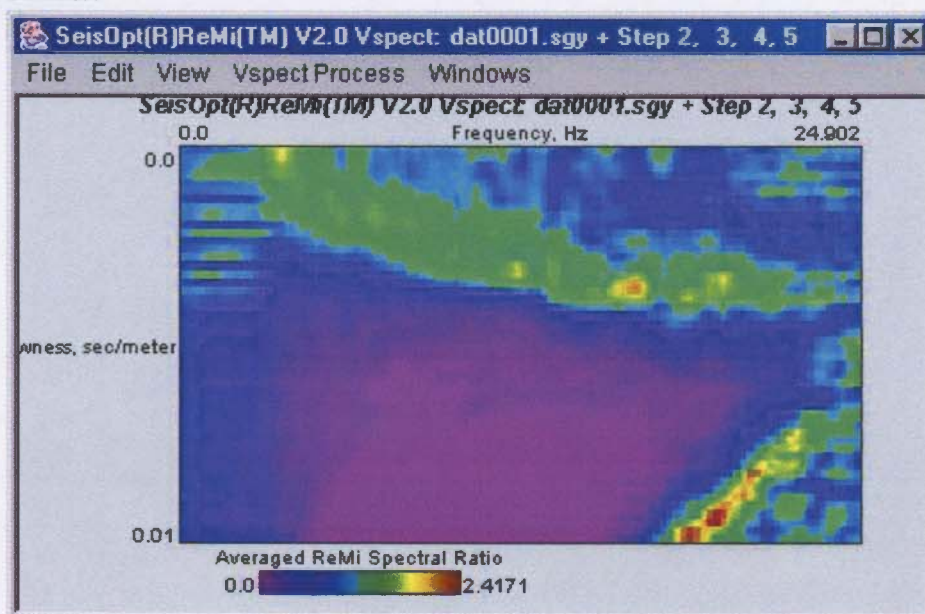 SeisOpt(R)ReMi(TM) V2.0 Vspect: dat0001.sgy + Step 2, 3, 4, 5
File Edit View Vspect Process Windows
SeisOpt(R)ReMi(TM) V2.0 Vspect: dat0001.sgy + Step 2, 3, 4, 5
0.0 Frequency, Hz 24.902
0.0
sec/meter
0.01
Averaged ReMi Spectral Ratio
0.0 2.4171